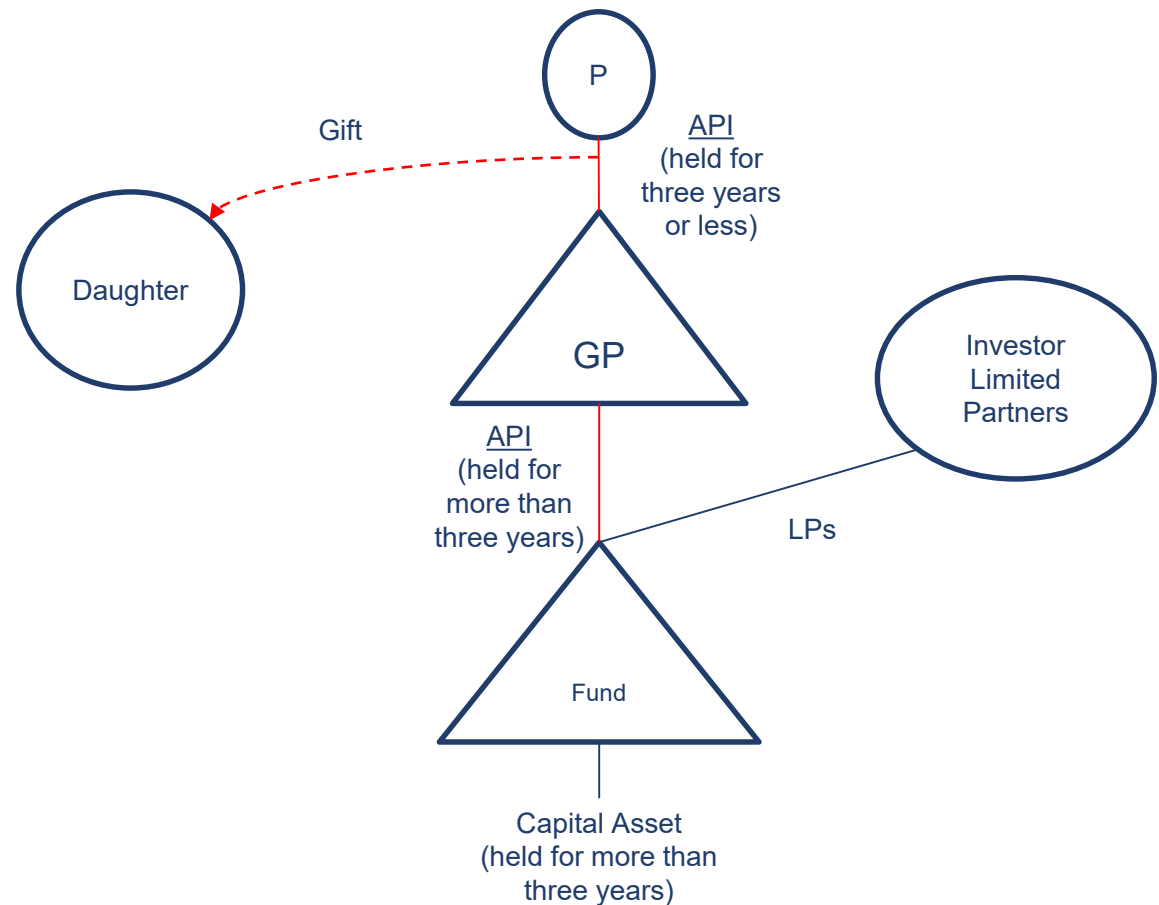 P
Gift
API
(held for
three years
or less)
Daughter
GP
Investor
Limited
Partners
API
(held for
more than
three years)
LPs
Fund
Capital Asset
(held for more than
three years)